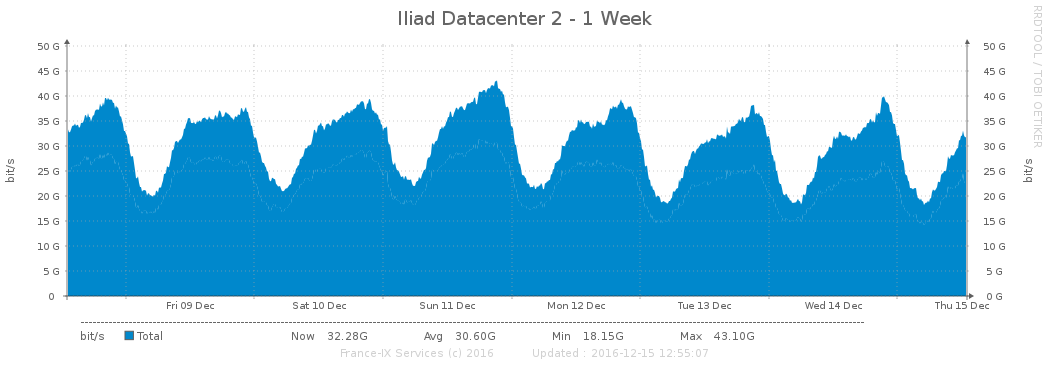 Iliad Datacenter 2 - 1 Week
RRDTOOL / TOBI OETIKER
50 G 50 G
45 G 45 G
40 G 40 G
35 G 35 G
30 G 30 G
25 G 25 G
20 G 20 G
15 G 15 G
10 G 10 G
5 G 5 G
0 0 G
bit/s
bit/s
Fri 09 Dec Sat 10 Dec Sun 11 Dec Mon 12 Dec Tue 13 Dec Wed 14 Dec Thu 15 Dec
bit/s Total Now 32.28G Avg 30.60G Min 18.15G Max 43.10G
France-IX Services (c) 2016 Updated : 2016-12-15 12:55:07